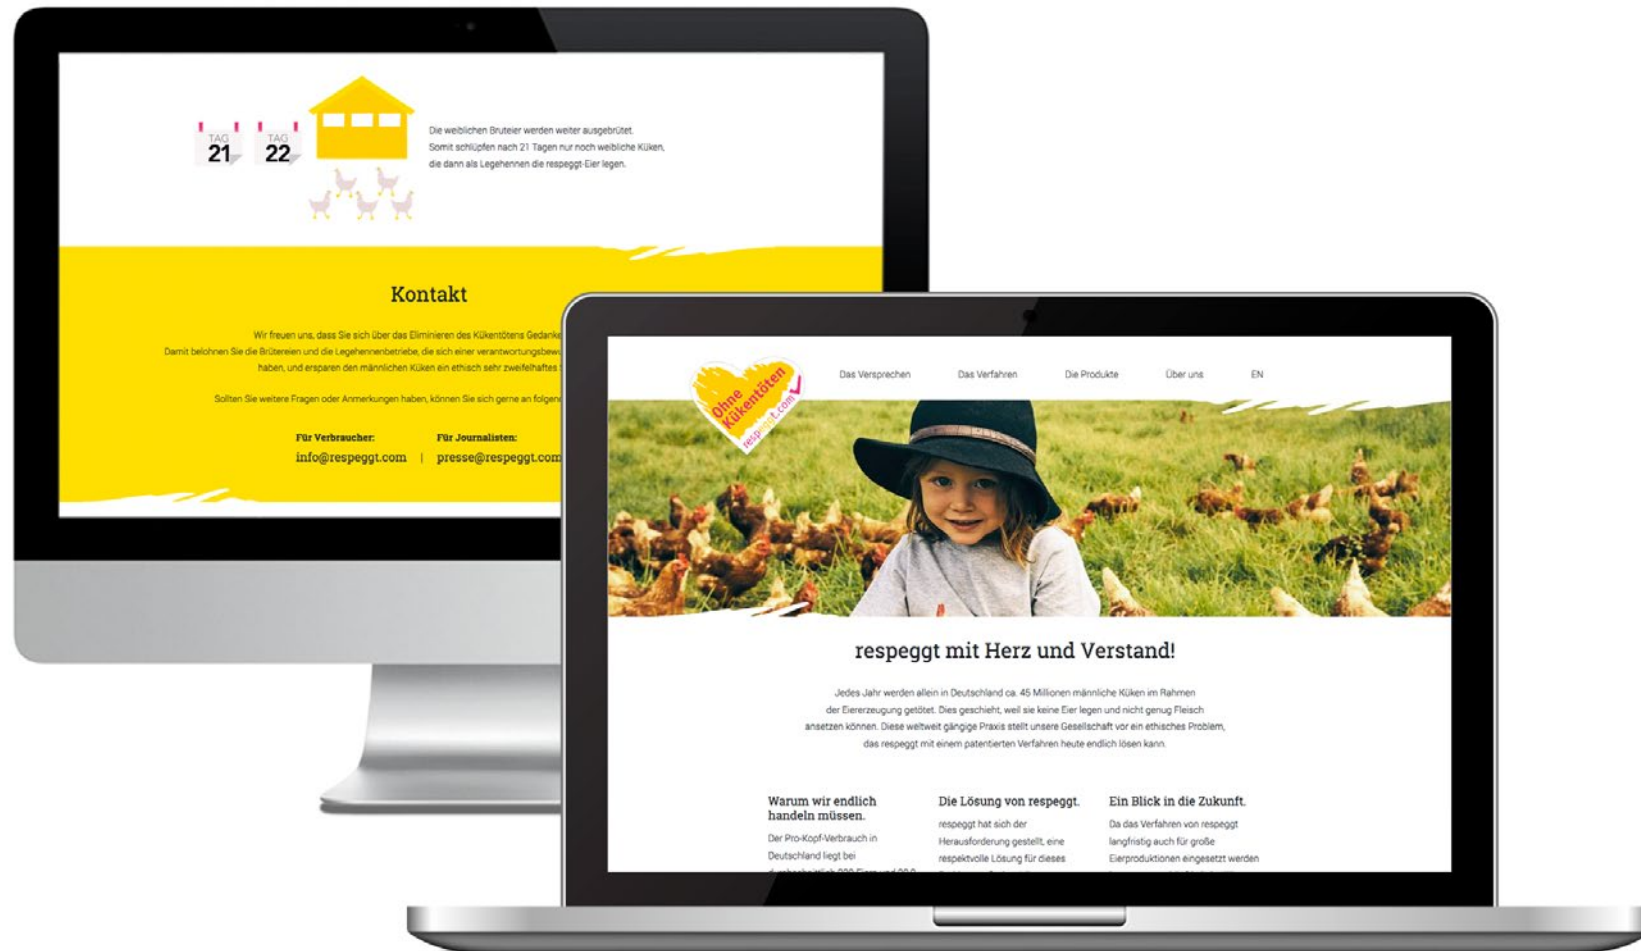 TAG
21
TAG
22
Die weiblichen Bruteier werden weiter ausgebrütet.
Somit schlüpfen nach 21 Tagen nur noch weibliche Küken,
die dann als Legehennen die respeggt-Eier legen.
Kontakt
Wir freuen uns, dass Sie sich über das Eliminieren des Kükentötens
Damit belohnen Sie die Brütereien und die Legehennenbetriebe, die sich einer
haben, und ersparen den männlichen Küken ein ethisch sehr zweifelhaftes
Sollten Sie weitere Fragen oder Anmerkungen haben, können Sie sich gerne an
Für Verbraucher:
info@respeggt.com
|
Für Journalisten:
presse@respeggt.com
Ohne
Kükentöten
respeggt.com
Das Versprechen
Das Verfahren
Die Produkte
Über uns
EN
respeggt mit Herz und Verstand!
Jedes Jahr werden allein in Deutschland ca. 45 Millionen männliche Küken im Rahmen
der Eiererzeugung getötet. Dies geschieht, weil sie keine Eier legen und nicht genug Fleisch
ansetzen können. Diese weltweit gängige Praxis stellt unsere Gesellschaft vor ein ethisches Problem,
das respeggt mit einem patentierten Verfahren heute endlich lösen kann.
Warum wir endlich
handeln müssen.
Der Pro-Kopf-Verbrauch in
Deutschland liegt bei
Die Lösung von respeggt.
respeggt hat sich der
Herausforderung gestellt, eine
respektvolle Lösung für dieses
Ein Blick in die Zukunft.
Da das Verfahren von respeggt
langfristig auch für große
Eierproduktionen eingesetzt werden